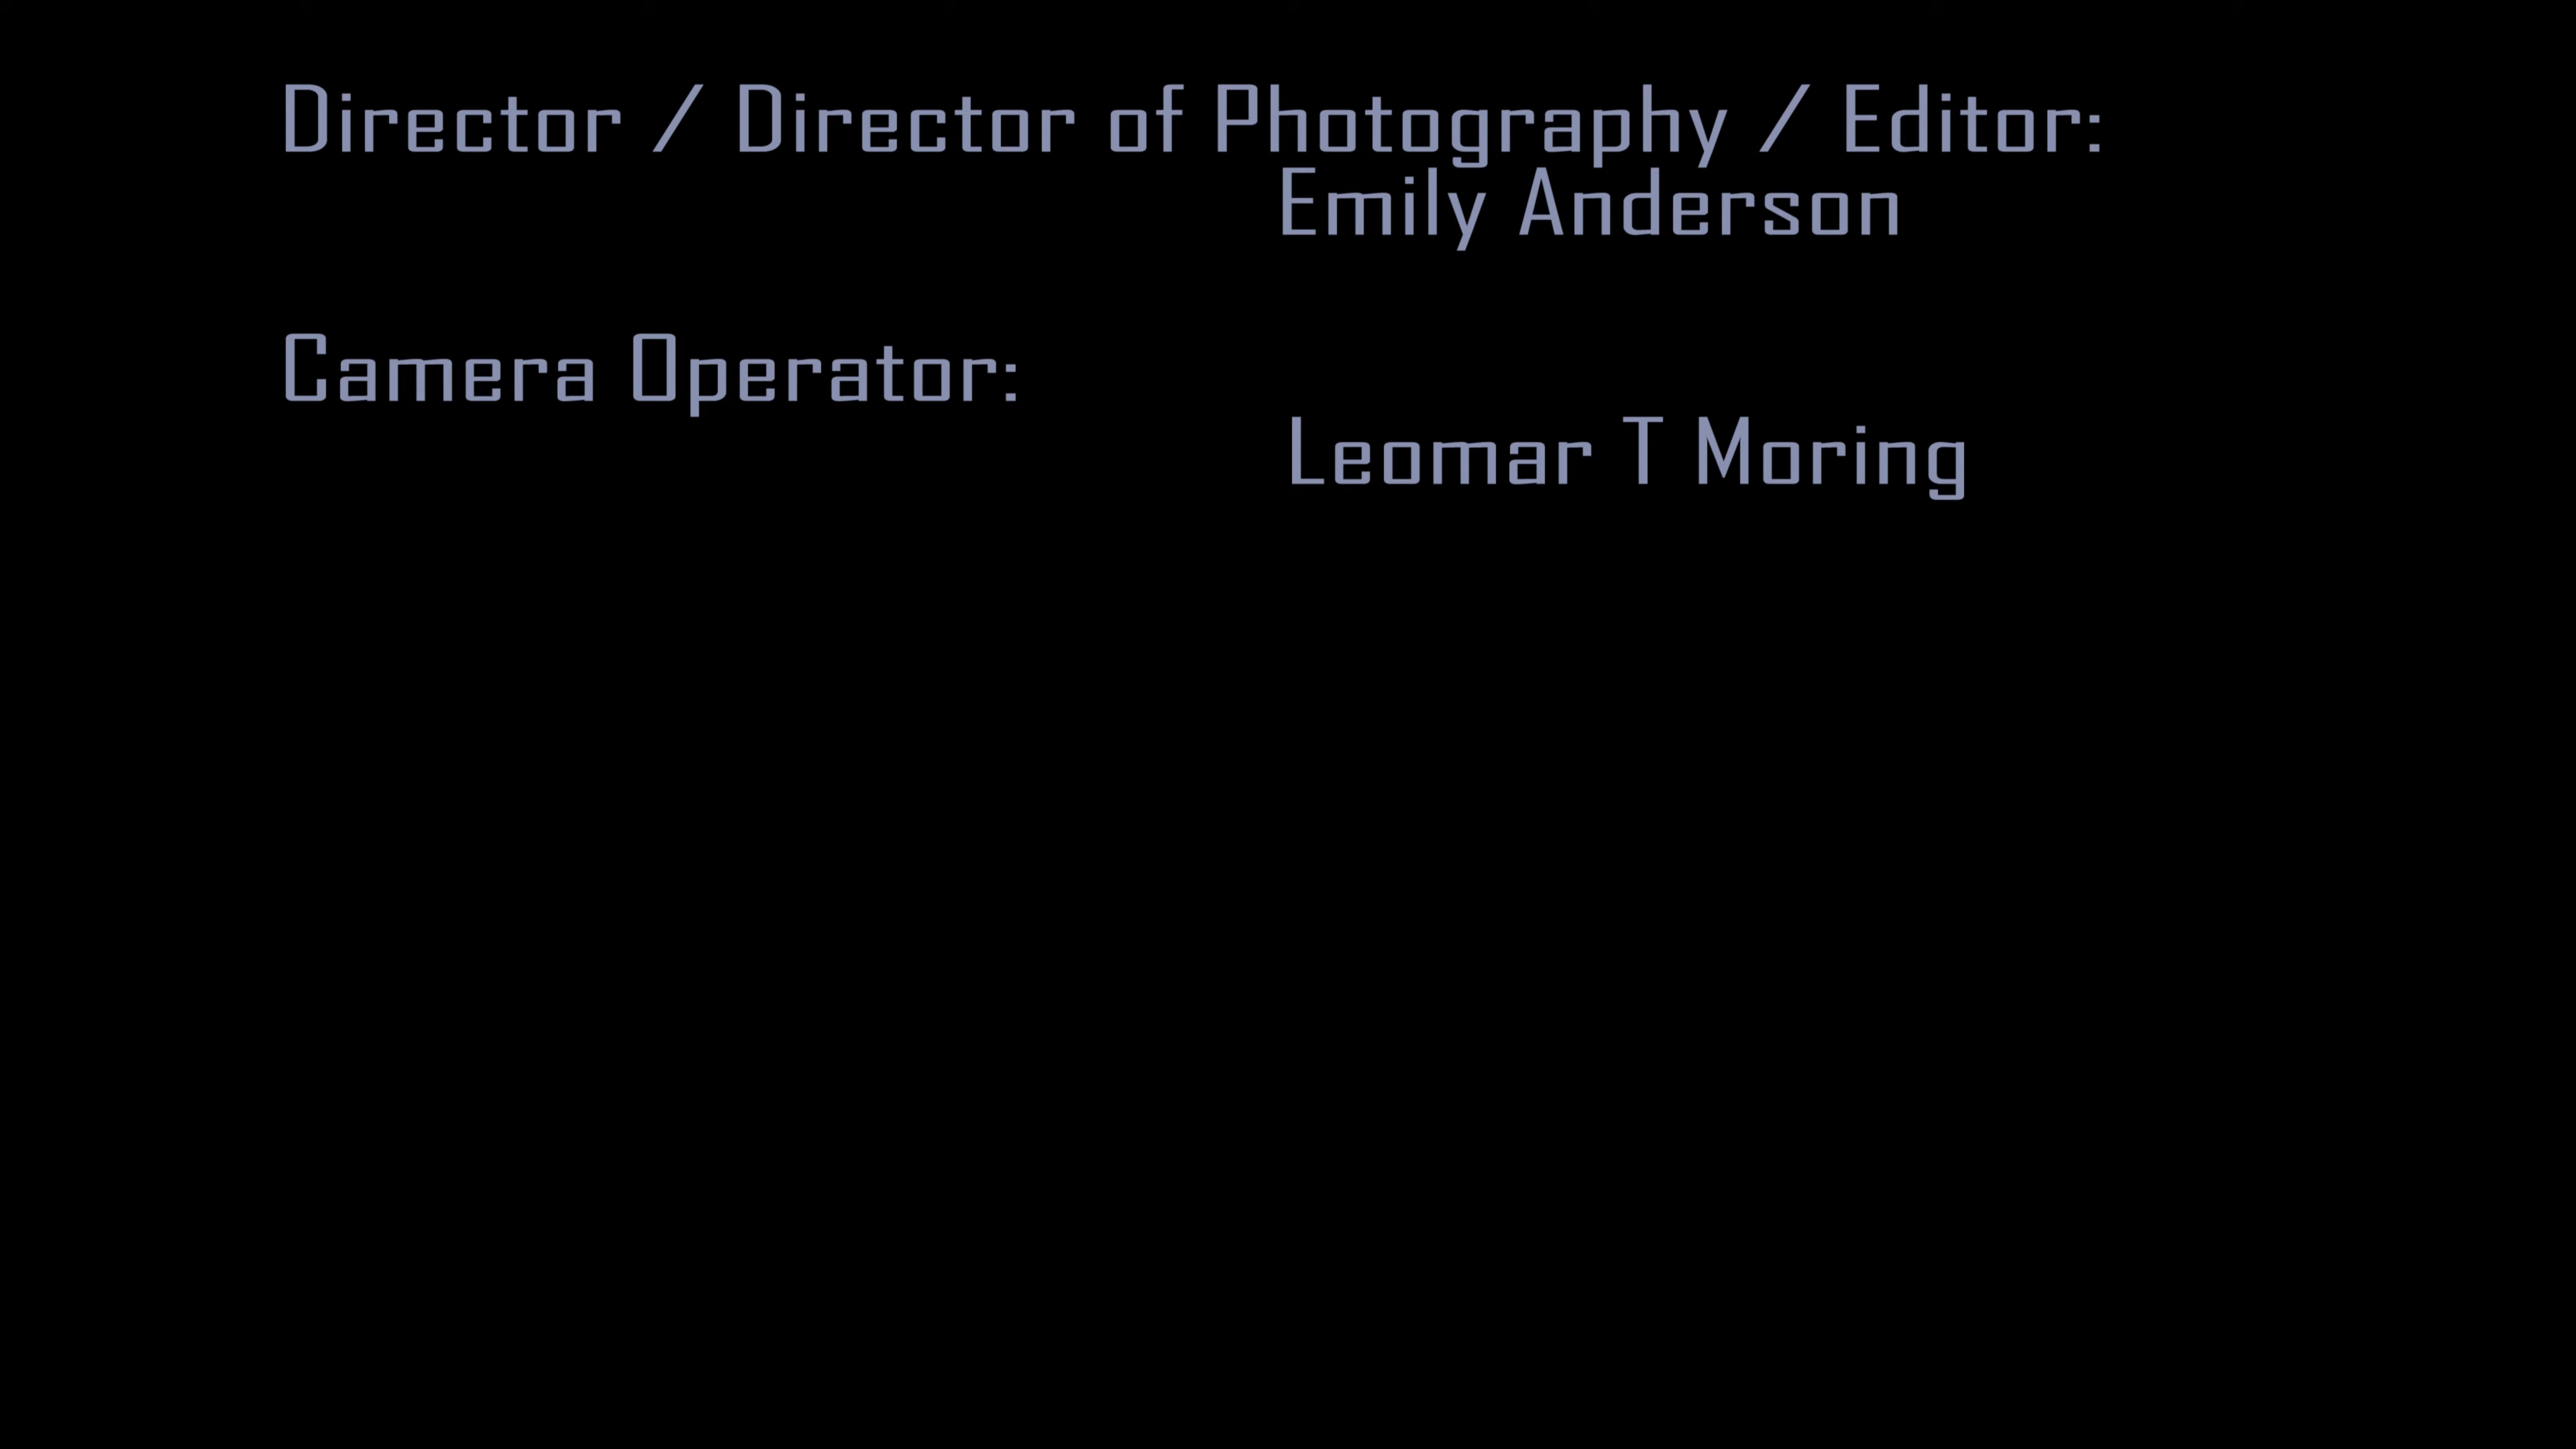 Director / Director of Photography / Editor:
Emily Anderson
Camera Operator:
Leomar T Moring